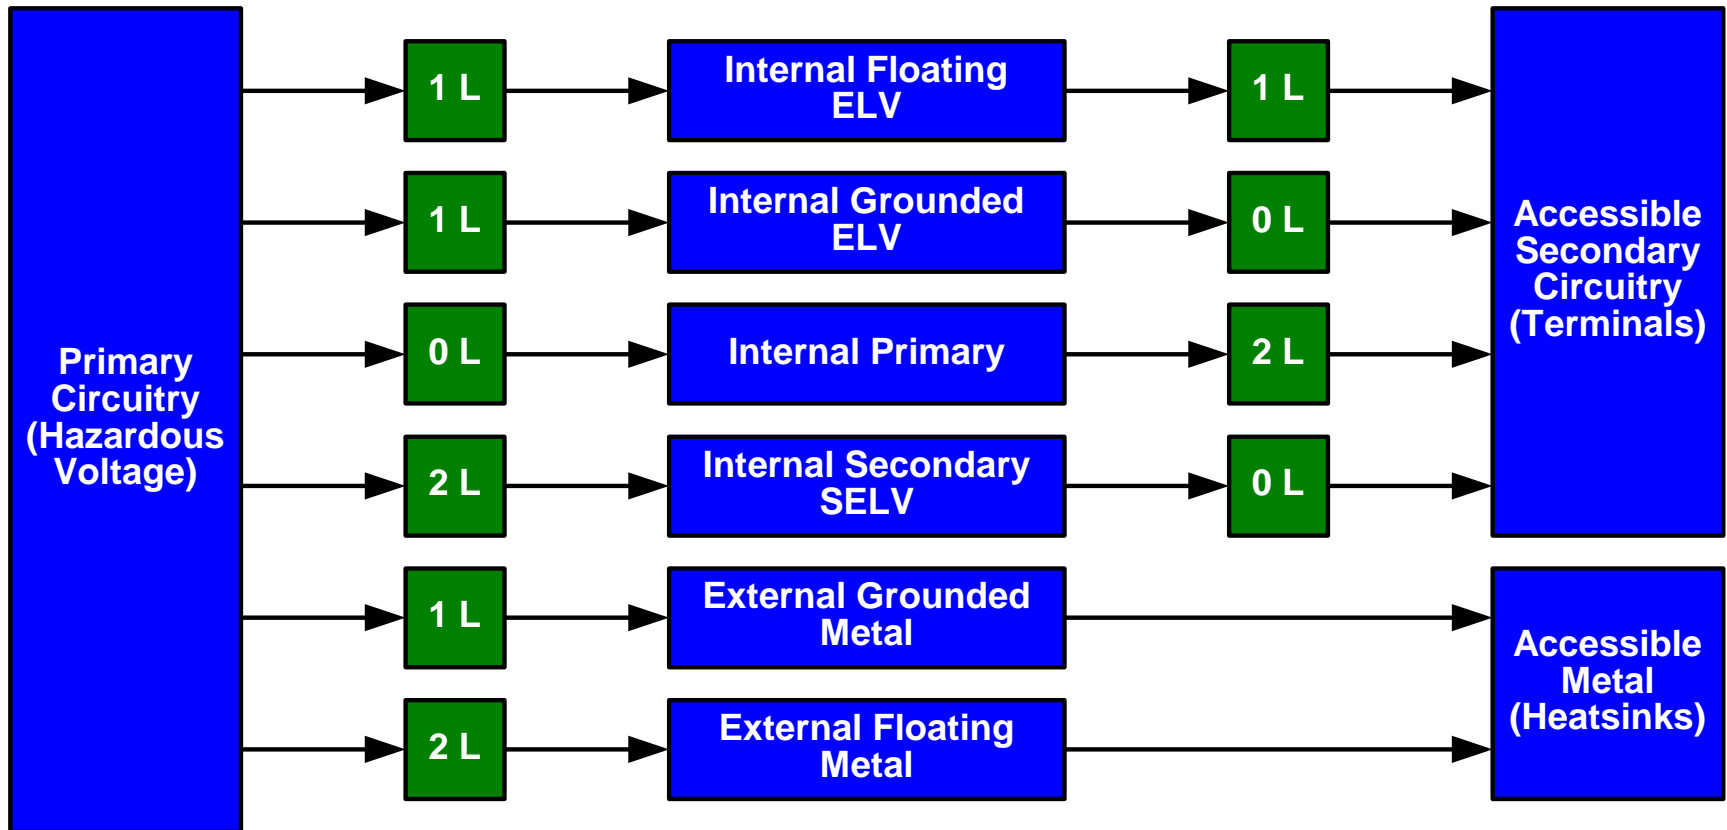 Primary
Circuitry
(Hazardous
Voltage)
1 L
Internal Floating
ELV
1 L
1 L
Internal Grounded
ELV
0 L
0 L
Internal Primary
2 L
2 L
Internal Secondary
SELV
0 L
Accessible
Secondary
Circuitry
(Terminals)
1 L
External Grounded
Metal
2 L
External Floating
Metal
Accessible
Metal
(Heatsinks)